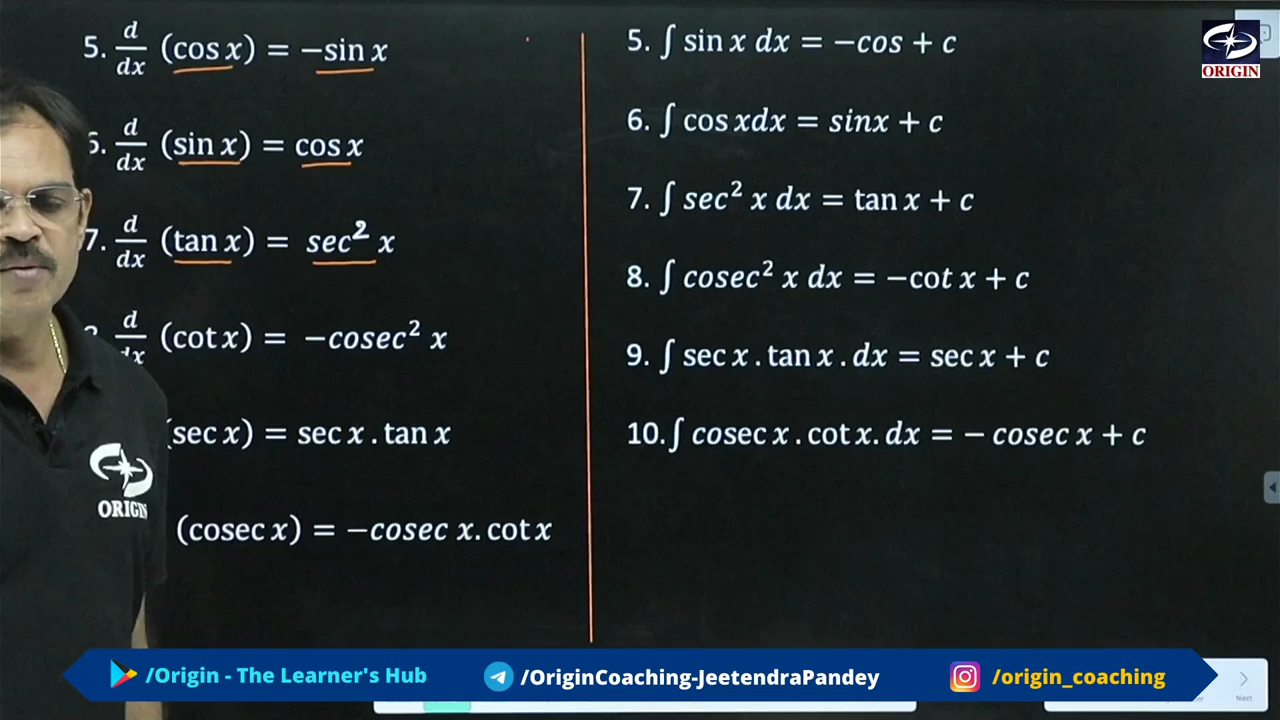 5. d/dx (cos x) = −sin x
6. d/dx (sin x) = cos x
7. d/dx (tan x) = sec² x
d/dx (cot x) = −cosec² x
(sec x) = sec x . tan x
(cosec x) = −cosec x. cot x
5. ∫ sin x dx = −cos + c
6. ∫ cos xdx = sinx + c
7. ∫ sec² x dx = tan x + c
8. ∫ cosec² x dx = −cot x + c
9. ∫ sec x . tan x . dx = sec x + c
10.∫ cosec x . cot x. dx = − cosec x + c
ORIGIN
ORIGIN
/Origin - The Learner's Hub
/OriginCoaching-JeetendraPandey
/origin_coaching
Next